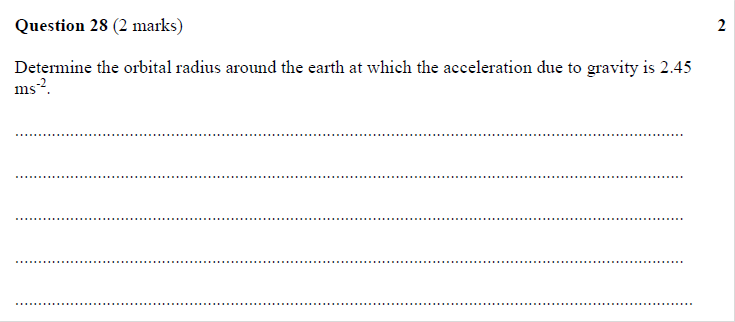 Question 28 (2 marks) 2
Determine the orbital radius around the earth at which the acceleration due to gravity is 2.45
ms⁻².